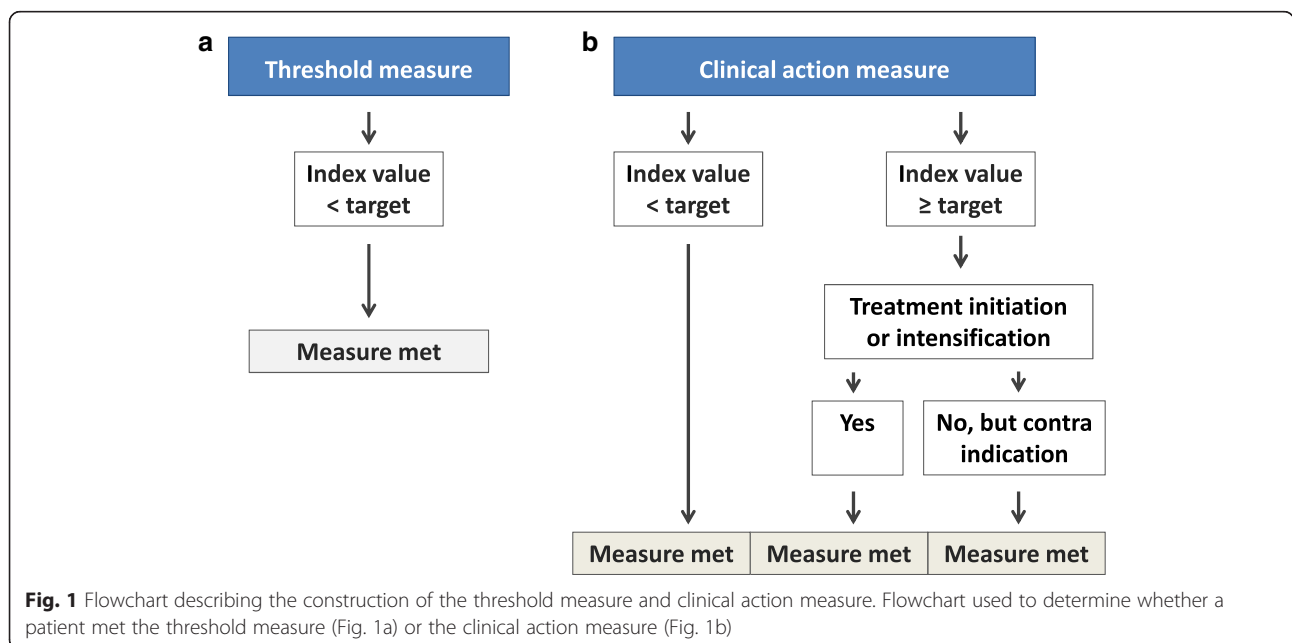 a
Threshold measure
Index value
< target
Measure met
b
Clinical action measure
Index value
< target
Index value
≥ target
Treatment initiation
or intensification
Yes
No, but contra
indication
Measure met
Measure met
Measure met
Fig. 1 Flowchart describing the construction of the threshold measure and clinical action measure. Flowchart used to determine whether a
patient met the threshold measure (Fig. 1a) or the clinical action measure (Fig. 1b)